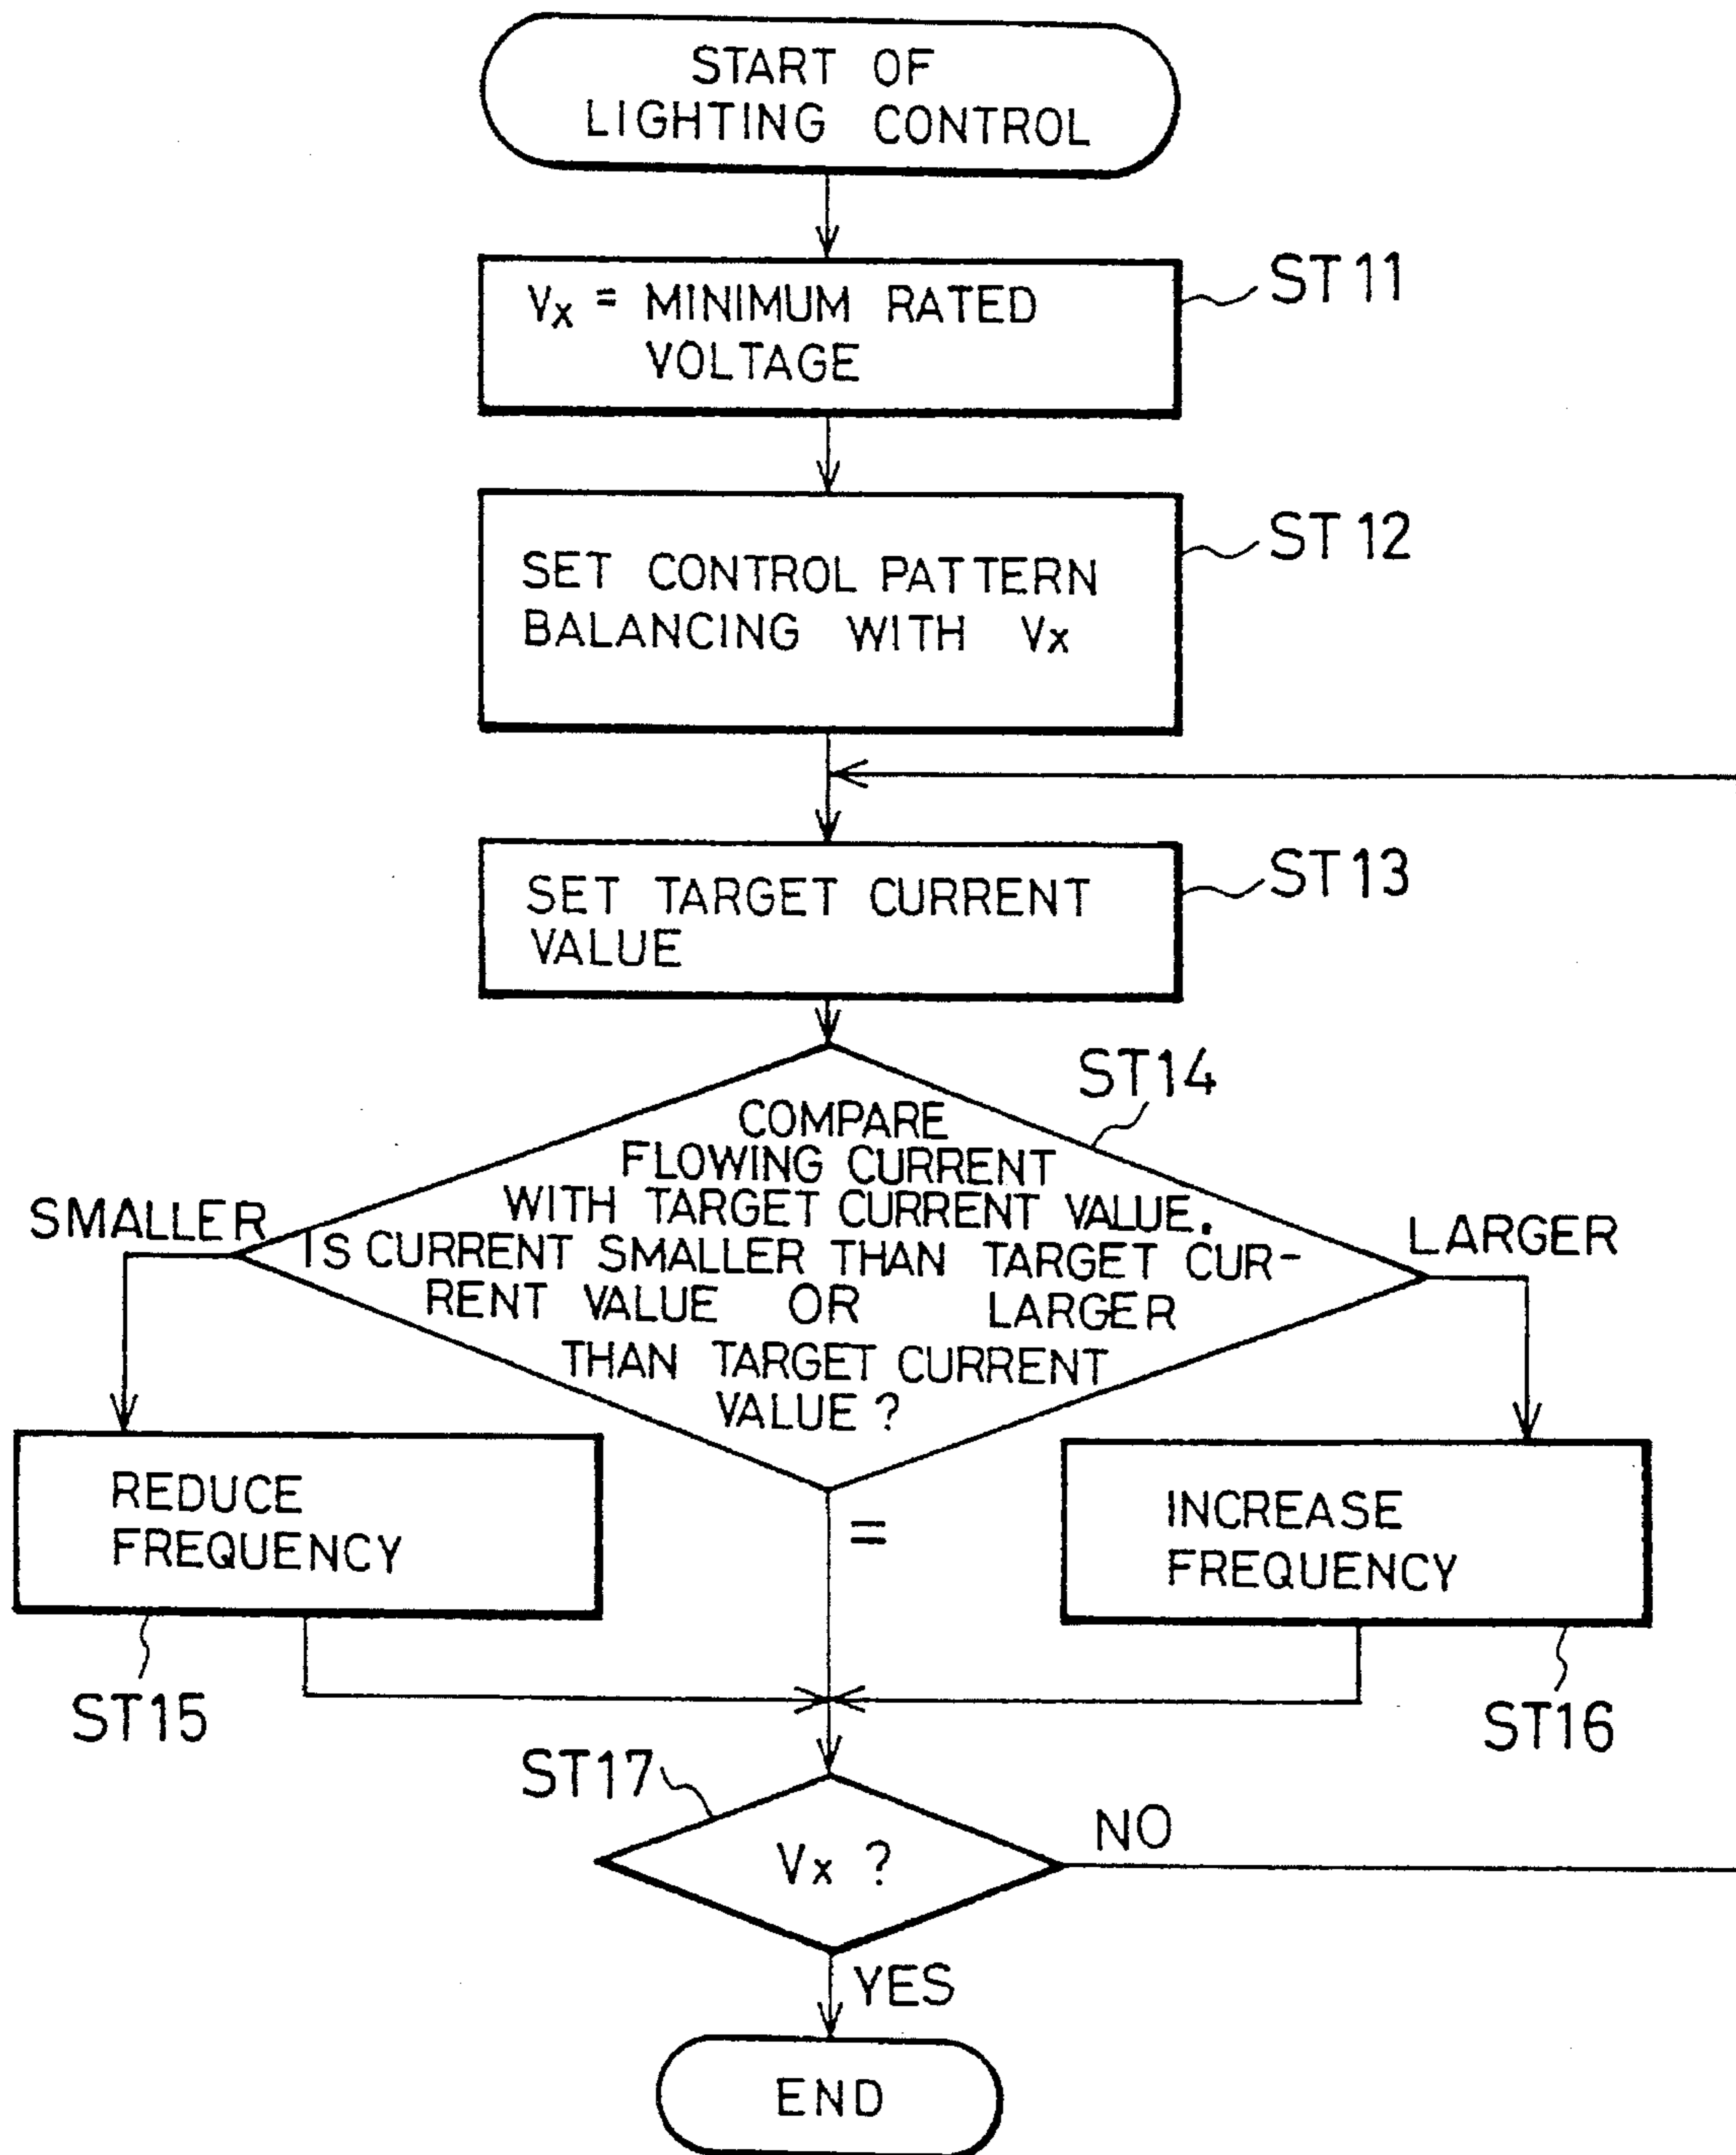 START OF
LIGHTING CONTROL
Vx = MINIMUM RATED
VOLTAGE
ST11
SET CONTROL PATTERN
BALANCING WITH Vx
ST12
SET TARGET CURRENT
VALUE
ST13
ST14
COMPARE
FLOWING CURRENT
WITH TARGET CURRENT VALUE.
IS CURRENT SMALLER THAN TARGET CUR-
RENT VALUE OR LARGER
THAN TARGET CURRENT
VALUE ?
SMALLER
LARGER
=
REDUCE
FREQUENCY
ST15
INCREASE
FREQUENCY
ST16
ST17
Vx ?
NO
YES
END